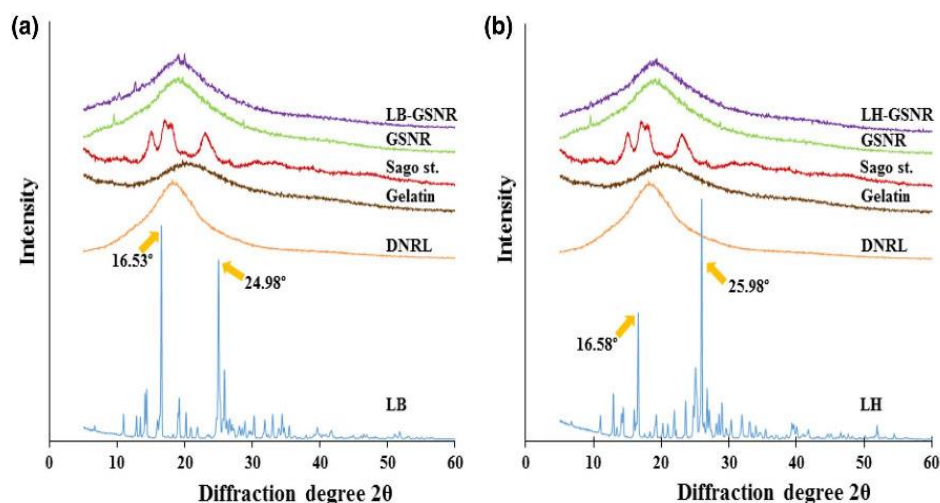 (a)
Intensity
LB-GSNR
GSNR
Sago st.
Gelatin
DNRL
16.53°
24.98°
LB
0 10 20 30 40 50 60
Diffraction degree 2θ
(b)
Intensity
LH-GSNR
GSNR
Sago st.
Gelatin
DNRL
25.98°
16.58°
LH
0 10 20 30 40 50 60
Diffraction degree 2θ